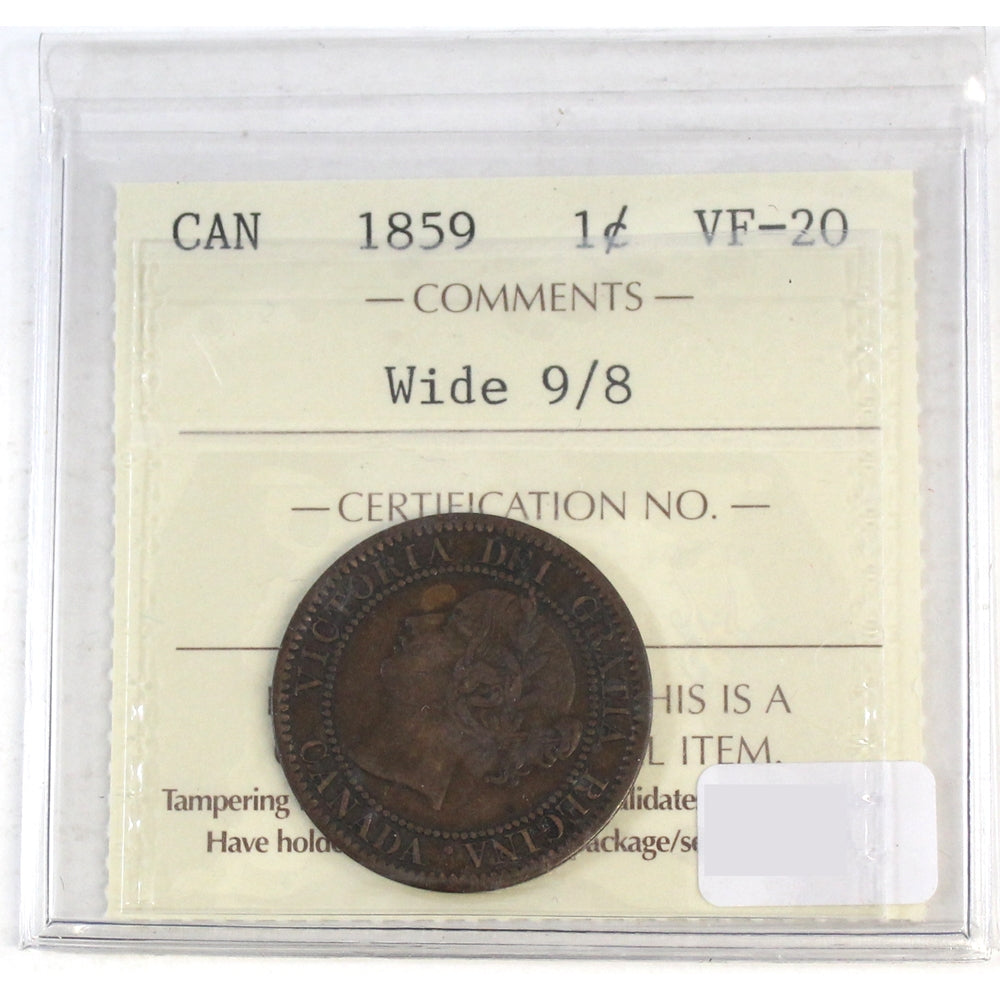 CAN 1859 1¢ VF-20
— COMMENTS —
Wide 9/8
— CERTIFICATION NO. —
HIS IS A
L ITEM.
Tampering
Have hold
ackage/se
VICTORIA DEI GRATIA REGINA. CANADA